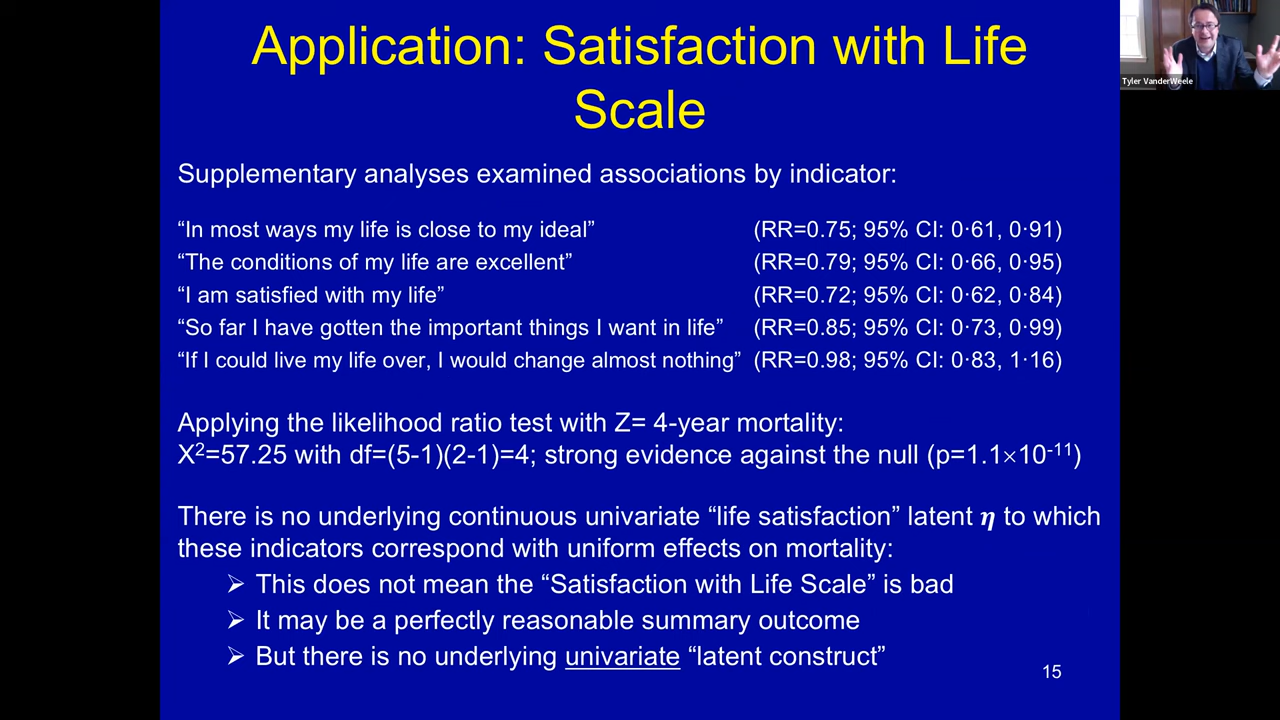 Application: Satisfaction with Life
Scale
Tyler VanderWeele
Supplementary analyses examined associations by indicator:
“In most ways my life is close to my ideal” (RR=0.75; 95% CI: 0·61, 0·91)
“The conditions of my life are excellent” (RR=0.79; 95% CI: 0·66, 0·95)
“I am satisfied with my life” (RR=0.72; 95% CI: 0·62, 0·84)
“So far I have gotten the important things I want in life” (RR=0.85; 95% CI: 0·73, 0·99)
“If I could live my life over, I would change almost nothing” (RR=0.98; 95% CI: 0·83, 1·16)
Applying the likelihood ratio test with Z= 4-year mortality:
X²=57.25 with df=(5-1)(2-1)=4; strong evidence against the null (p=1.1×10⁻¹¹)
There is no underlying continuous univariate “life satisfaction” latent η to which
these indicators correspond with uniform effects on mortality:
➢ This does not mean the “Satisfaction with Life Scale” is bad
➢ It may be a perfectly reasonable summary outcome
➢ But there is no underlying univariate “latent construct”
15